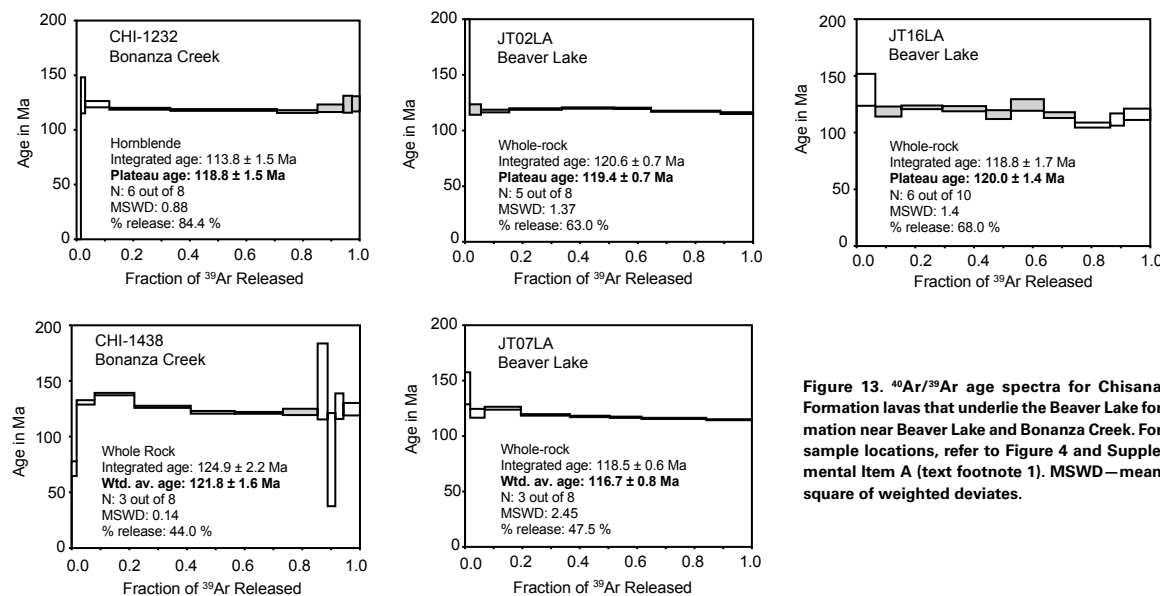 CHI-1232
Bonanza Creek
200
150
100
50
0
Age in Ma
Hornblende
Integrated age: 113.8 ± 1.5 Ma
Plateau age: 118.8 ± 1.5 Ma
N: 6 out of 8
MSWD: 0.88
% release: 84.4 %
0.0 0.2 0.4 0.6 0.8 1.0
Fraction of ³⁹Ar Released
JT02LA
Beaver Lake
200
150
100
50
0
Age in Ma
Whole-rock
Integrated age: 120.6 ± 0.7 Ma
Plateau age: 119.4 ± 0.7 Ma
N: 5 out of 8
MSWD: 1.37
% release: 63.0 %
0.0 0.2 0.4 0.6 0.8 1.0
Fraction of ³⁹Ar Released
JT16LA
Beaver Lake
200
150
100
50
0
Age in Ma
Whole-rock
Integrated age: 118.8 ± 1.7 Ma
Plateau age: 120.0 ± 1.4 Ma
N: 6 out of 10
MSWD: 1.4
% release: 68.0 %
0.0 0.2 0.4 0.6 0.8 1.0
Fraction of ³⁹Ar Released
CHI-1438
Bonanza Creek
200
150
100
50
0
Age in Ma
Whole Rock
Integrated age: 124.9 ± 2.2 Ma
Wtd. av. age: 121.8 ± 1.6 Ma
N: 3 out of 8
MSWD: 0.14
% release: 44.0 %
0.0 0.2 0.4 0.6 0.8 1.0
Fraction of ³⁹Ar Released
JT07LA
Beaver Lake
200
150
100
50
0
Age in Ma
Whole-rock
Integrated age: 118.5 ± 0.6 Ma
Wtd. av. age: 116.7 ± 0.8 Ma
N: 3 out of 8
MSWD: 2.45
% release: 47.5 %
0.0 0.2 0.4 0.6 0.8 1.0
Fraction of ³⁹Ar Released
Figure 13. ⁴⁰Ar/³⁹Ar age spectra for Chisana
Formation lavas that underlie the Beaver Lake for
mation near Beaver Lake and Bonanza Creek. For
sample locations, refer to Figure 4 and Supple
mental Item A (text footnote 1). MSWD—mean
square of weighted deviates.